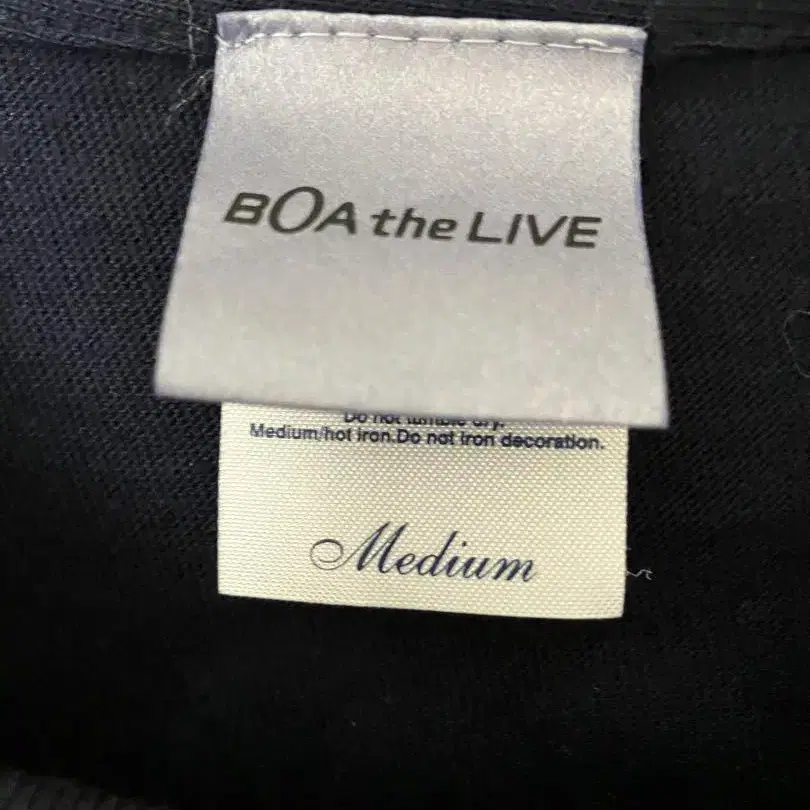 BOA the LIVE
Do not tumble dry.
Medium/hot iron.Do not iron decoration.
Medium